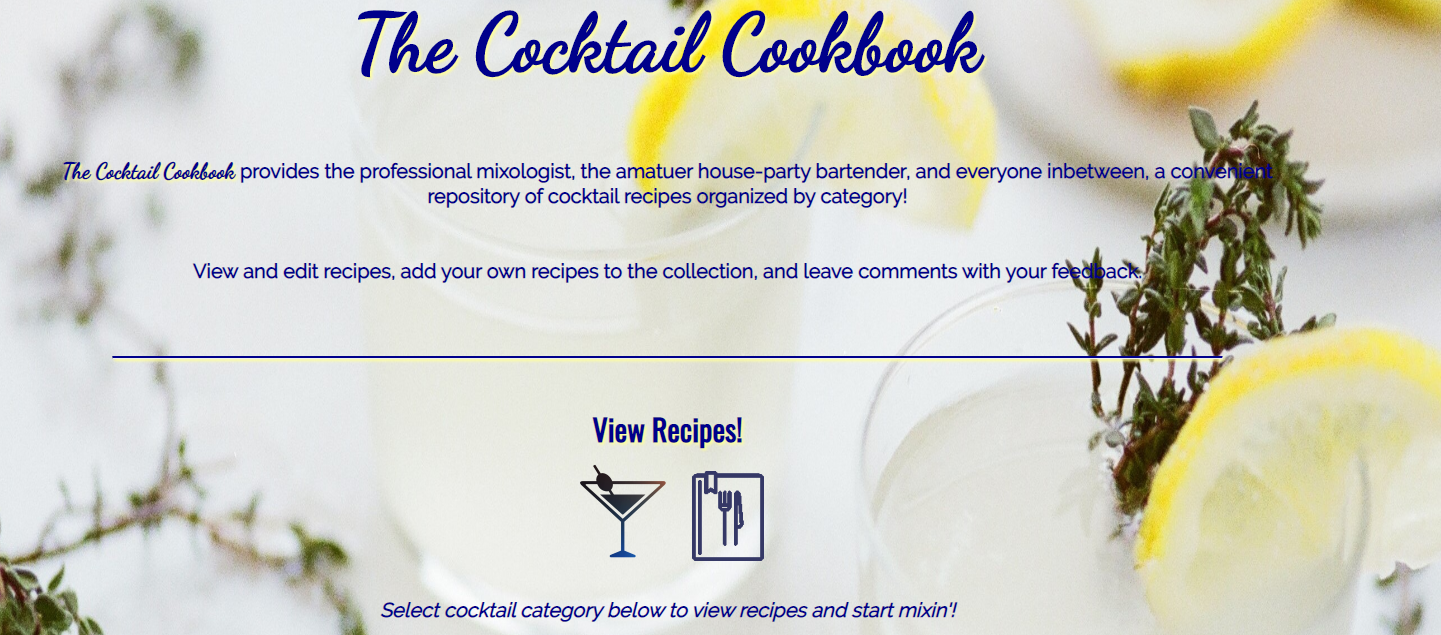 The Cocktail Cookbook
The Cocktail Cookbook provides the professional mixologist, the amatuer house-party bartender, and everyone inbetween, a convenient
repository of cocktail recipes organized by category!
View and edit recipes, add your own recipes to the collection, and leave comments with your feedback.
View Recipes!
Select cocktail category below to view recipes and start mixin'!